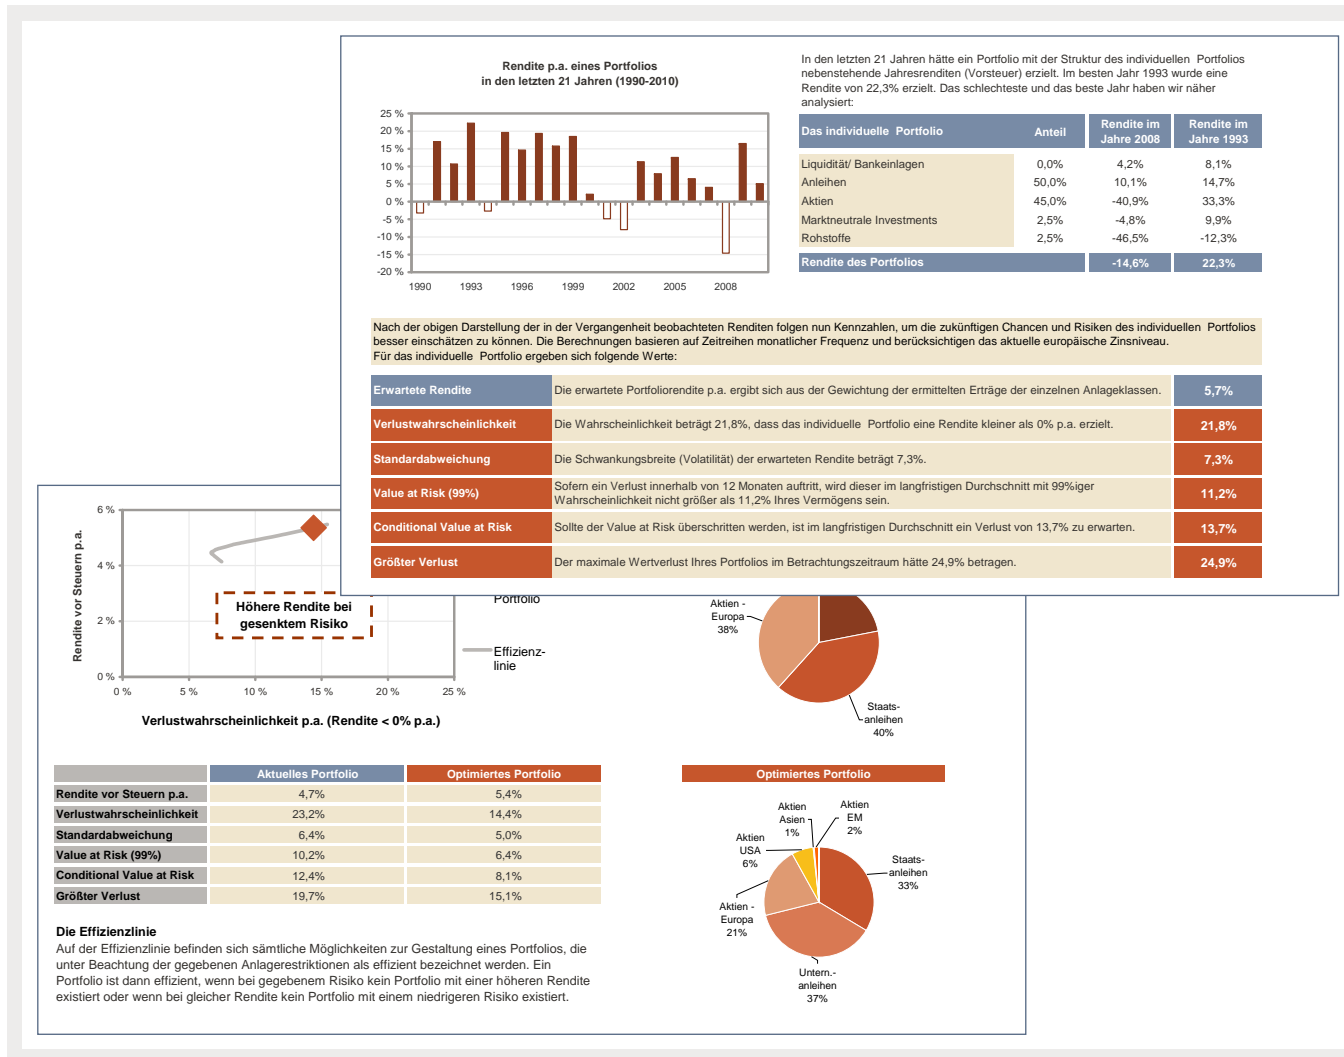 Rendite p.a. eines Portfolios
in den letzten 21 Jahren (1990-2010)
25 %
20 %
15 %
10 %
5 %
0 %
-5 %
-10 %
-15 %
-20 %
1990 1993 1996 1999 2002 2005 2008
In den letzten 21 Jahren hätte ein Portfolio mit der Struktur des individuellen Portfolios
nebenstehende Jahresrenditen (Vorsteuer) erzielt. Im besten Jahr 1993 wurde eine
Rendite von 22,3% erzielt. Das schlechteste und das beste Jahr haben wir näher
analysiert:
Das individuelle Portfolio Anteil Rendite im Jahre 2008 Rendite im Jahre 1993
Liquidität/ Bankeinlagen 0,0% 4,2% 8,1%
Anleihen 50,0% 10,1% 14,7%
Aktien 45,0% -40,9% 33,3%
Marktneutrale Investments 2,5% -4,8% 9,9%
Rohstoffe 2,5% -46,5% -12,3%
Rendite des Portfolios -14,6% 22,3%
Nach der obigen Darstellung der in der Vergangenheit beobachteten Renditen folgen nun Kennzahlen, um die zukünftigen Chancen und Risiken des individuellen Portfolios
besser einschätzen zu können. Die Berechnungen basieren auf Zeitreihen monatlicher Frequenz und berücksichtigen das aktuelle europäische Zinsniveau.
Für das individuelle Portfolio ergeben sich folgende Werte:
Erwartete Rendite Die erwartete Portfoliorendite p.a. ergibt sich aus der Gewichtung der ermittelten Erträge der einzelnen Anlageklassen. 5,7%
Verlustwahrscheinlichkeit Die Wahrscheinlichkeit beträgt 21,8%, dass das individuelle Portfolio eine Rendite kleiner als 0% p.a. erzielt. 21,8%
Standardabweichung Die Schwankungsbreite (Volatilität) der erwarteten Rendite beträgt 7,3%. 7,3%
Value at Risk (99%) Sofern ein Verlust innerhalb von 12 Monaten auftritt, wird dieser im langfristigen Durchschnitt mit 99%iger
Wahrscheinlichkeit nicht größer als 11,2% Ihres Vermögens sein. 11,2%
Conditional Value at Risk Sollte der Value at Risk überschritten werden, ist im langfristigen Durchschnitt ein Verlust von 13,7% zu erwarten. 13,7%
Größter Verlust Der maximale Wertverlust Ihres Portfolios im Betrachtungszeitraum hätte 24,9% betragen. 24,9%
Rendite vor Steuern p.a.
6 %
4 %
2 %
0 %
0 % 5 % 10 % 15 % 20 % 25 %
Höhere Rendite bei
gesenktem Risiko
Verlustwahrscheinlichkeit p.a. (Rendite < 0% p.a.)
Portfolio
Effizienz-
linie
Aktien -
Europa
38%
Staats-
anleihen
40%
Aktuelles Portfolio Optimiertes Portfolio
Rendite vor Steuern p.a. 4,7% 5,4%
Verlustwahrscheinlichkeit 23,2% 14,4%
Standardabweichung 6,4% 5,0%
Value at Risk (99%) 10,2% 6,4%
Conditional Value at Risk 12,4% 8,1%
Größter Verlust 19,7% 15,1%
Optimiertes Portfolio
Aktien
Asien
1%
Aktien
EM
2%
Aktien
USA
6%
Staats-
anleihen
33%
Aktien -
Europa
21%
Untern.-
anleihen
37%
Die Effizienzlinie
Auf der Effizienzlinie befinden sich sämtliche Möglichkeiten zur Gestaltung eines Portfolios, die
unter Beachtung der gegebenen Anlagerestriktionen als effizient bezeichnet werden. Ein
Portfolio ist dann effizient, wenn bei gegebenem Risiko kein Portfolio mit einer höheren Rendite
existiert oder wenn bei gleicher Rendite kein Portfolio mit einem niedrigeren Risiko existiert.